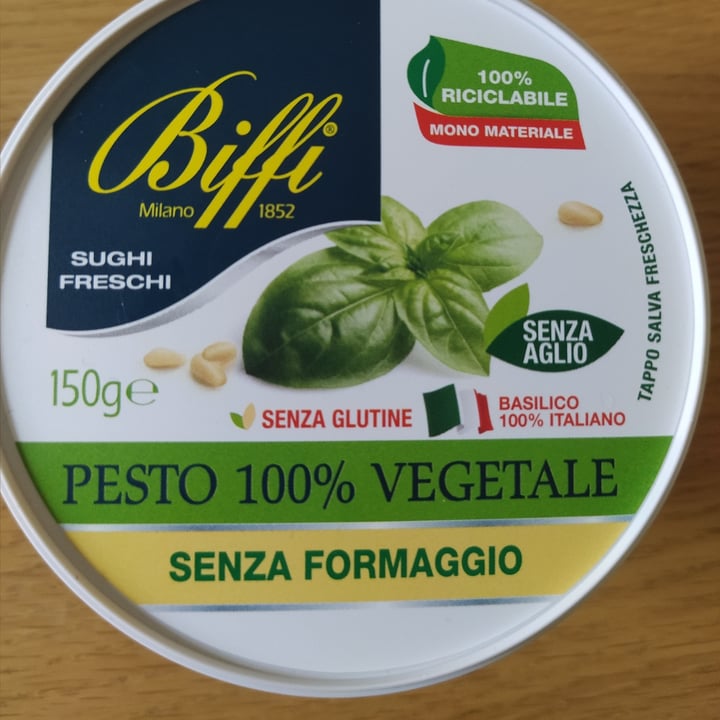 Biffi®
Milano 1852
SUGHI
FRESCHI
100%
RICICLABILE
MONO MATERIALE
TAPPO SALVA FRESCHEZZA
SENZA
AGLIO
150g℮
SENZA GLUTINE
BASILICO
100% ITALIANO
PESTO 100% VEGETALE
SENZA FORMAGGIO